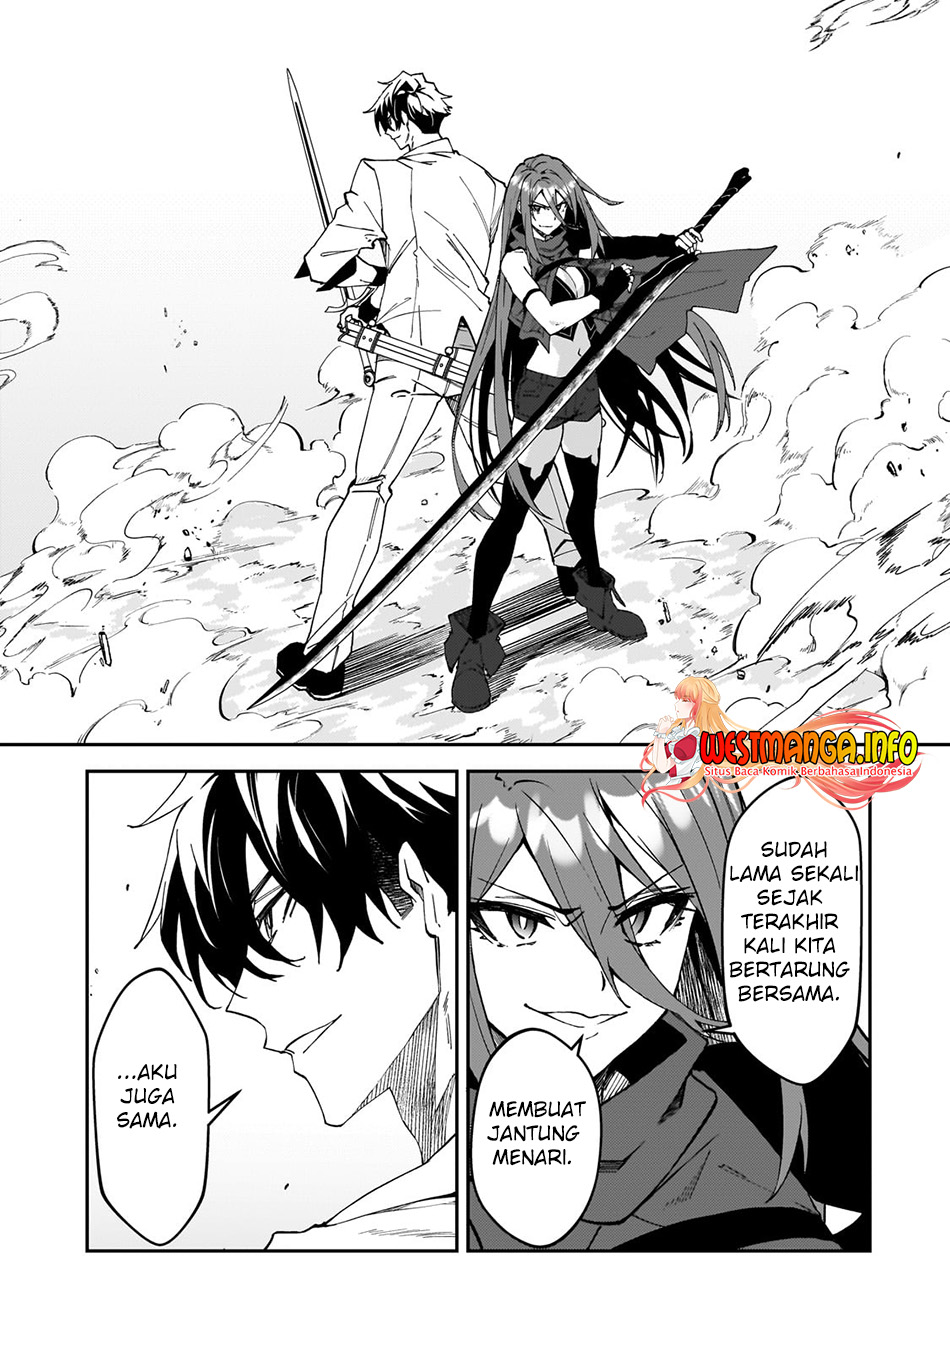 WESTMANGA.INFO
Situs Baca Komik Berbahasa Indonesia
SUDAH
LAMA SEKALI
SEJAK
TERAKHIR
KALI KITA
BERTARUNG
BERSAMA.
MEMBUAT
JANTUNG
MENARI.
...AKU
JUGA
SAMA.